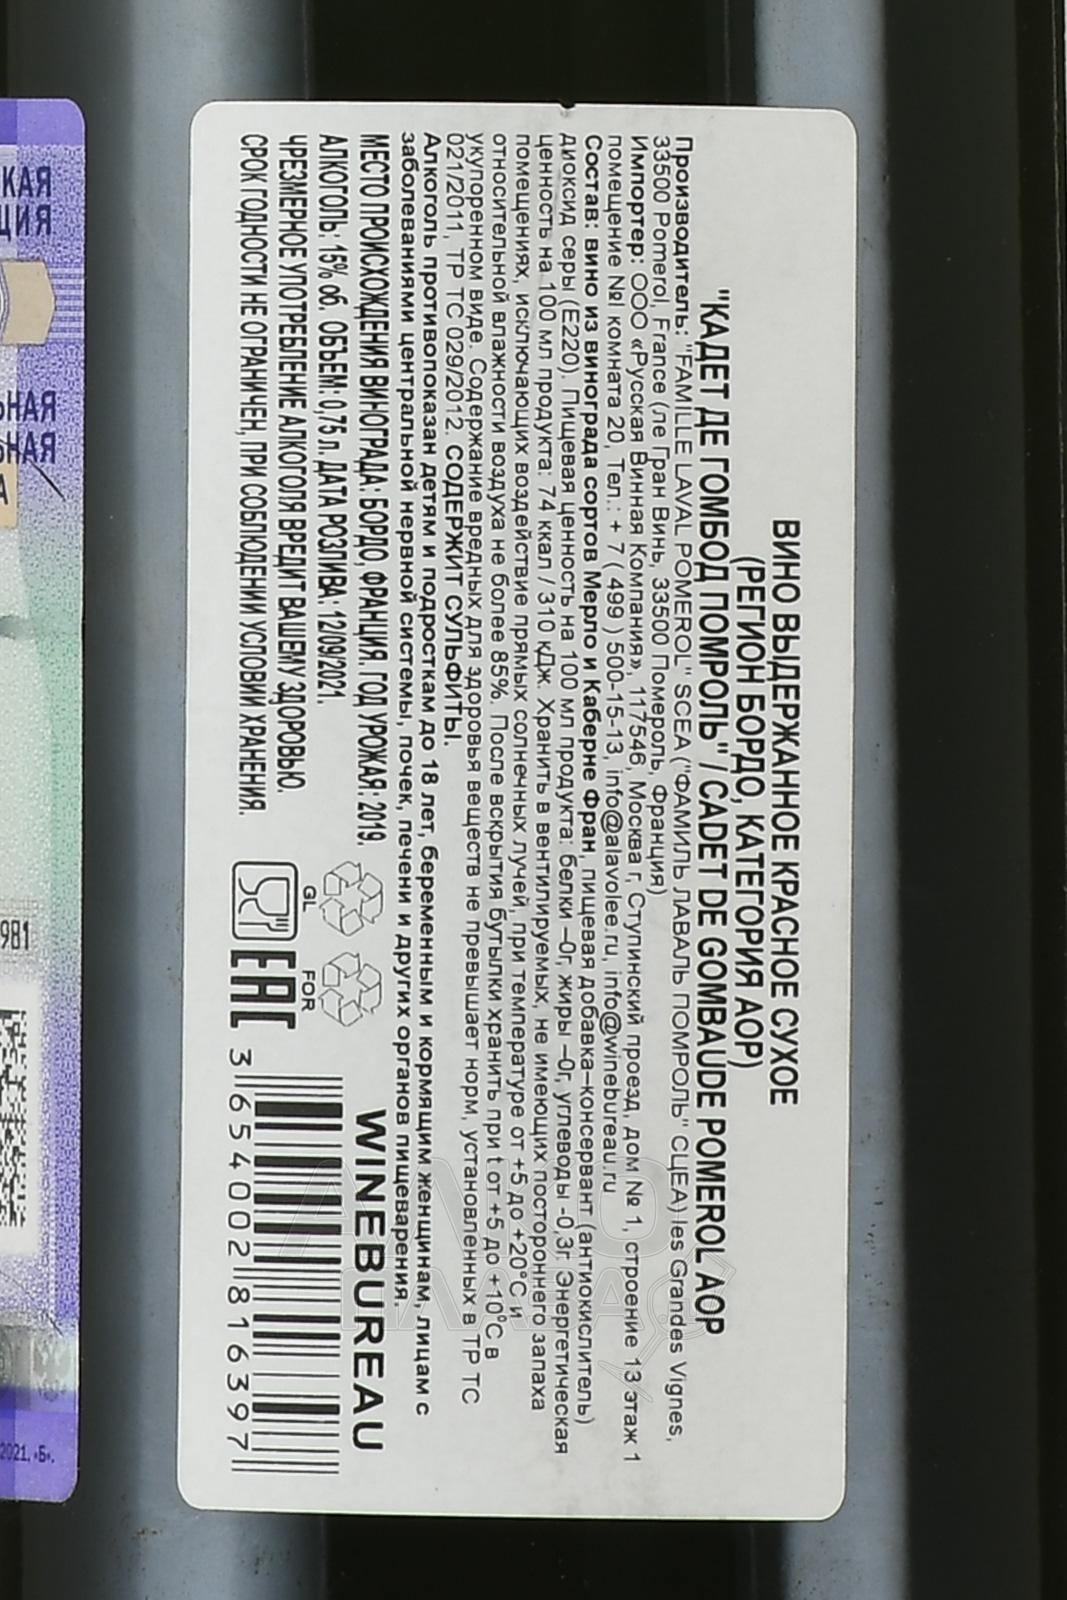 ВИНО ВЫДЕРЖАННОЕ КРАСНОЕ СУХОЕ
(РЕГИОН БОРДО, КАТЕГОРИЯ АОР)
"КАДЕТ ДЕ ГОМБОД ПОМРОЛЬ" / CADET DE GOMBAUDE POMEROL AOP
Производитель: "FAMILLE LAVAL POMEROL" SCEA ("ФАМИЛЬ ЛАВАЛЬ ПОМРОЛЬ" СЦЕА) les Grandes Vignes,
33500 Pomerol, France (ле Гран Винь, 33500 Помероль, Франция)
Импортер: ООО «Русская Винная Компания», 117546, Москва г, Ступинский проезд, дом № 1, строение 13 этаж 1
помещение №I комната 20, Тел.: + 7 ( 499 ) 500-15-13, info@alavolee.ru, info@winebureau.ru
Состав: вино из винограда сортов Мерло и Каберне Фран, пищевая добавка-консервант (антиокислитель)
диоксид серы (Е220). Пищевая ценность на 100 мл продукта: белки –0г, жиры –0г, углеводы -0,3г. Энергетическая
ценность на 100 мл продукта: 74 ккал / 310 кДж. Хранить в вентилируемых, не имеющих постороннего запаха
помещениях, исключающих воздействие прямых солнечных лучей, при температуре от +5 до +20°C и
относительной влажности воздуха не более 85%. После вскрытия бутылки хранить при t от +5 до +10°C в
укупоренном виде. Содержание вредных для здоровья веществ не превышает норм, установленных в ТР ТС
021/2011, ТР ТС 029/2012. СОДЕРЖИТ СУЛЬФИТЫ.
Алкоголь противопоказан детям и подросткам до 18 лет, беременным и кормящим женщинам, лицам с
заболеваниями центральной нервной системы, почек, печени и других органов пищеварения.
МЕСТО ПРОИСХОЖДЕНИЯ ВИНОГРАДА: БОРДО, ФРАНЦИЯ. ГОД УРОЖАЯ: 2019.
АЛКОГОЛЬ: 15% об. ОБЪЕМ: 0,75 л. ДАТА РОЗЛИВА: 12/09/2021.
ЧРЕЗМЕРНОЕ УПОТРЕБЛЕНИЕ АЛКОГОЛЯ ВРЕДИТ ВАШЕМУ ЗДОРОВЬЮ.
СРОК ГОДНОСТИ НЕ ОГРАНИЧЕН, ПРИ СОБЛЮДЕНИИ УСЛОВИЙ ХРАНЕНИЯ.
GL
FOR
EAC
WINEBUREAU
3 654002 816397
КАЯ
ЦИЯ
ЬНАЯ
ЬНАЯ
Т
981
2021, «Б».